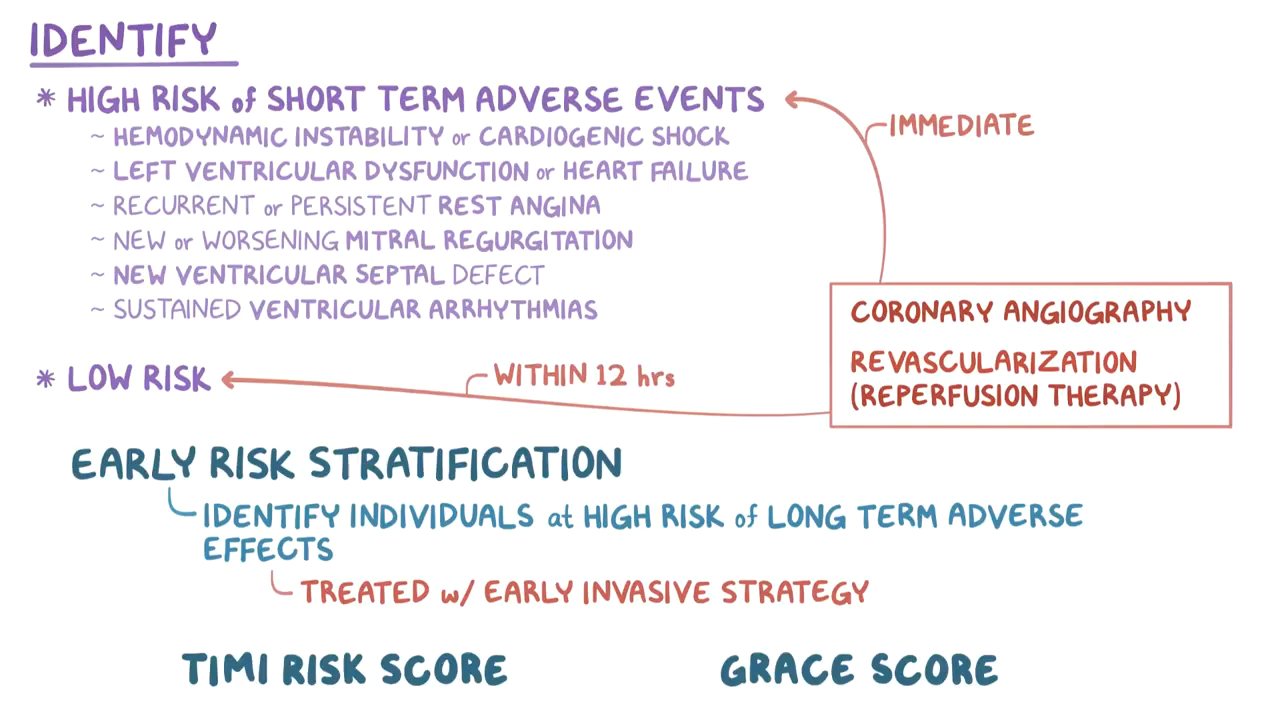 IDENTIFY
* HIGH RISK of SHORT TERM ADVERSE EVENTS
IMMEDIATE
~ HEMODYNAMIC INSTABILITY or CARDIOGENIC SHOCK
~ LEFT VENTRICULAR DYSFUNCTION or HEART FAILURE
~ RECURRENT or PERSISTENT REST ANGINA
~ NEW or WORSENING MITRAL REGURGITATION
~ NEW VENTRICULAR SEPTAL DEFECT
~ SUSTAINED VENTRICULAR ARRHYTHMIAS
CORONARY ANGIOGRAPHY
REVASCULARIZATION
(REPERFUSION THERAPY)
* LOW RISK
WITHIN 12 hrs
EARLY RISK STRATIFICATION
IDENTIFY INDIVIDUALS at HIGH RISK of LONG TERM ADVERSE
EFFECTS
TREATED w/ EARLY INVASIVE STRATEGY
TIMI RISK SCORE
GRACE SCORE